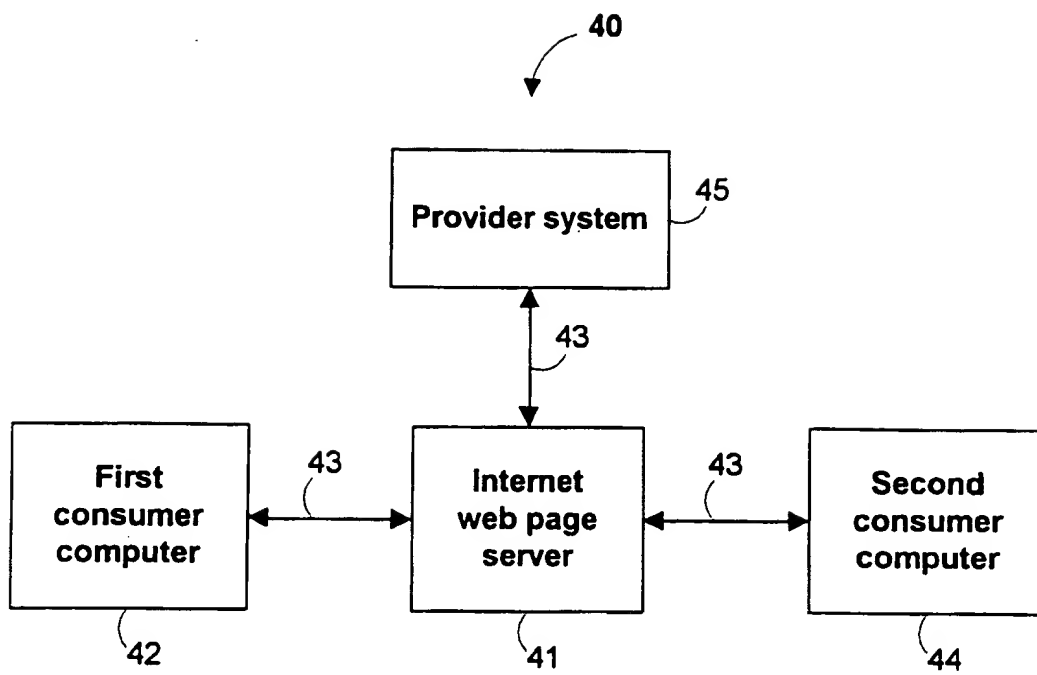 40
Provider system
45
43
First
consumer
computer
43
Internet
web page
server
43
Second
consumer
computer
42
41
44